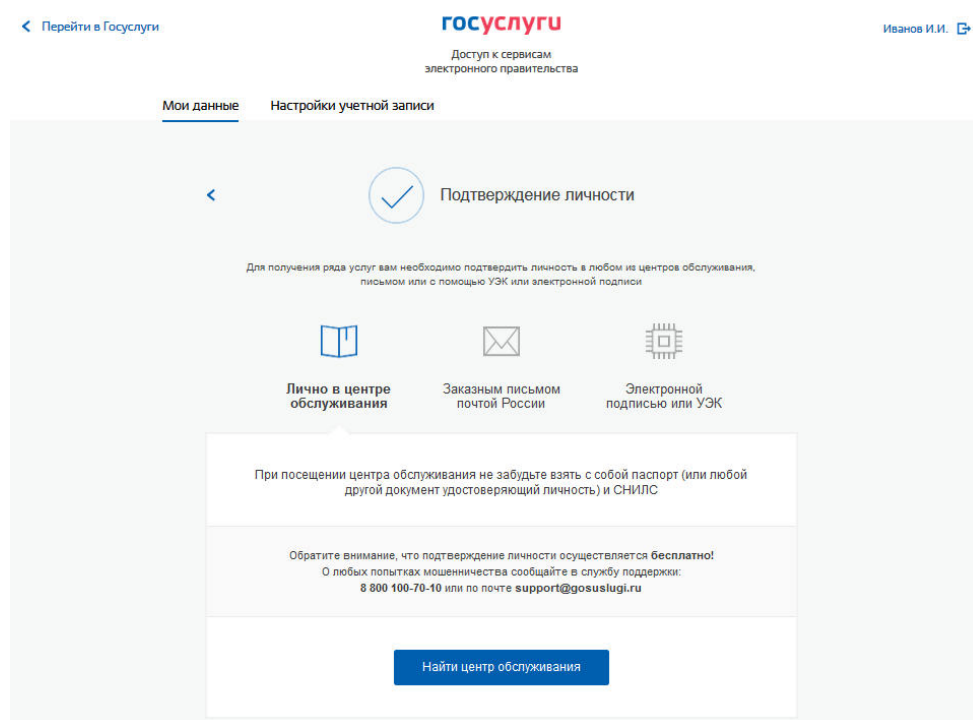 Перейти в Госуслуги
госуслуги
Иванов И.И.
Доступ к сервисам
электронного правительства
Мои данные
Настройки учетной записи
Подтверждение личности
Для получения ряда услуг вам необходимо подтвердить личность в любом из центров обслуживания,
письмом или с помощью УЭК или электронной подписи
Лично в центре
обслуживания
Заказным письмом
почтой России
Электронной
подписью или УЭК
При посещении центра обслуживания не забудьте взять с собой паспорт (или любой
другой документ удостоверяющий личность) и СНИЛС
Обратите внимание, что подтверждение личности осуществляется бесплатно!
О любых попытках мошенничества сообщайте в службу поддержки:
8 800 100-70-10 или по почте support@gosuslugi.ru
Найти центр обслуживания